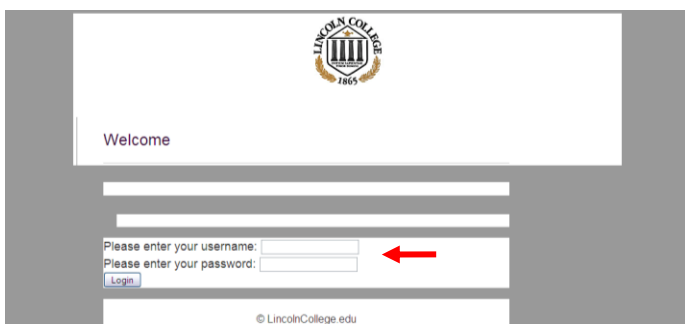 LINCOLN COLLEGE
1865
Welcome
Please enter your username:
Please enter your password:
Login
© LincolnCollege.edu